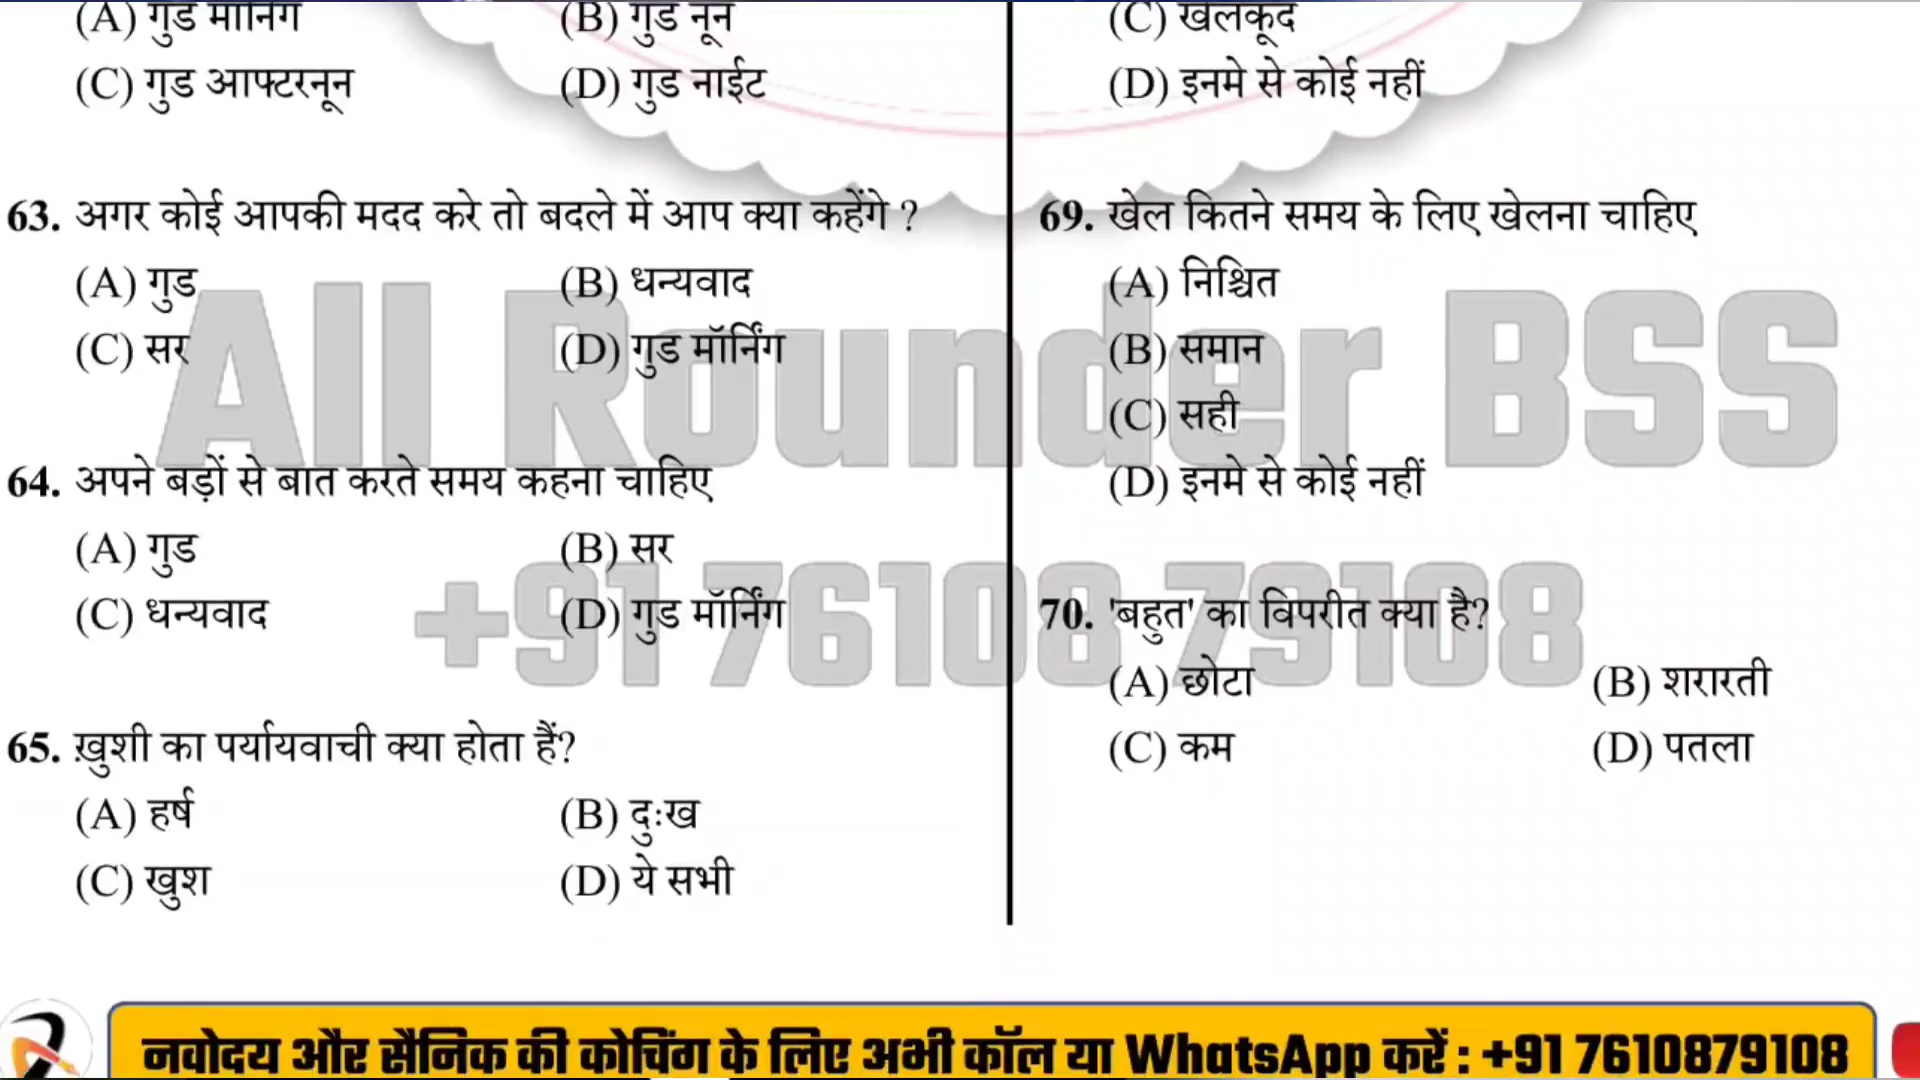 (A) गुड मॉर्निंग
(B) गुड नून
(C) गुड आफ्टरनून
(D) गुड नाईट
63. अगर कोई आपकी मदद करे तो बदले में आप क्या कहेंगे ?
(A) गुड
(B) धन्यवाद
(C) सर
(D) गुड मॉर्निंग
64. अपने बड़ों से बात करते समय कहना चाहिए
(A) गुड
(B) सर
(C) धन्यवाद
(D) गुड मॉर्निंग
65. ख़ुशी का पर्यायवाची क्या होता हैं?
(A) हर्ष
(B) दुःख
(C) खुश
(D) ये सभी
(C) खेलकूद
(D) इनमे से कोई नहीं
69. खेल कितने समय के लिए खेलना चाहिए
(A) निश्चित
(B) समान
(C) सही
(D) इनमे से कोई नहीं
70. 'बहुत' का विपरीत क्या है?
(A) छोटा
(B) शरारती
(C) कम
(D) पतला
All Rounder BSS
+91 76108 79108
नवोदय और सैनिक की कोचिंग के लिए अभी कॉल या WhatsApp करें : +91 7610879108